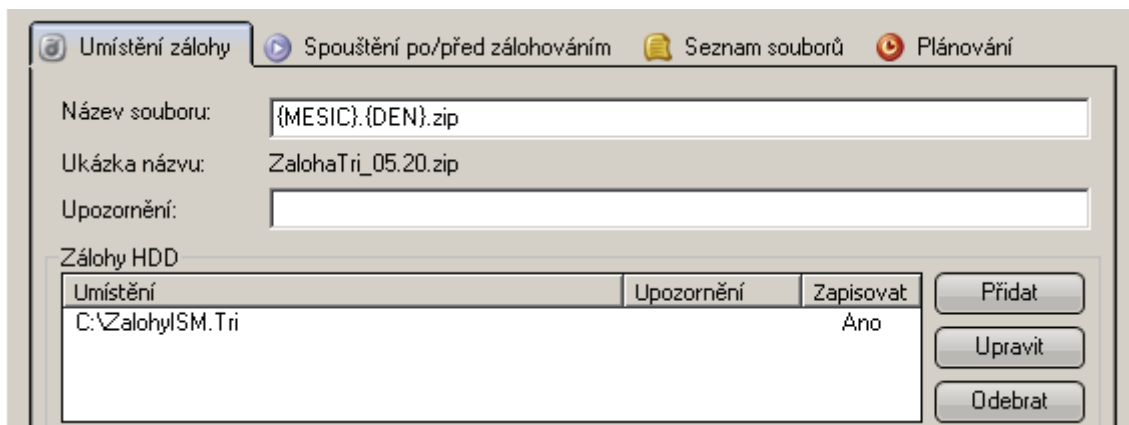 Umístění zálohy Spouštění po/před zálohováním Seznam souborů Plánování
Název souboru: {MESIC}.{DEN}.zip
Ukázka názvu: ZalohaTri_05.20.zip
Upozornění:
Zálohy HDD
Umístění Upozornění Zapisovat
C:\ZalohyISM.Tri Ano
Přidat
Upravit
Odebrat